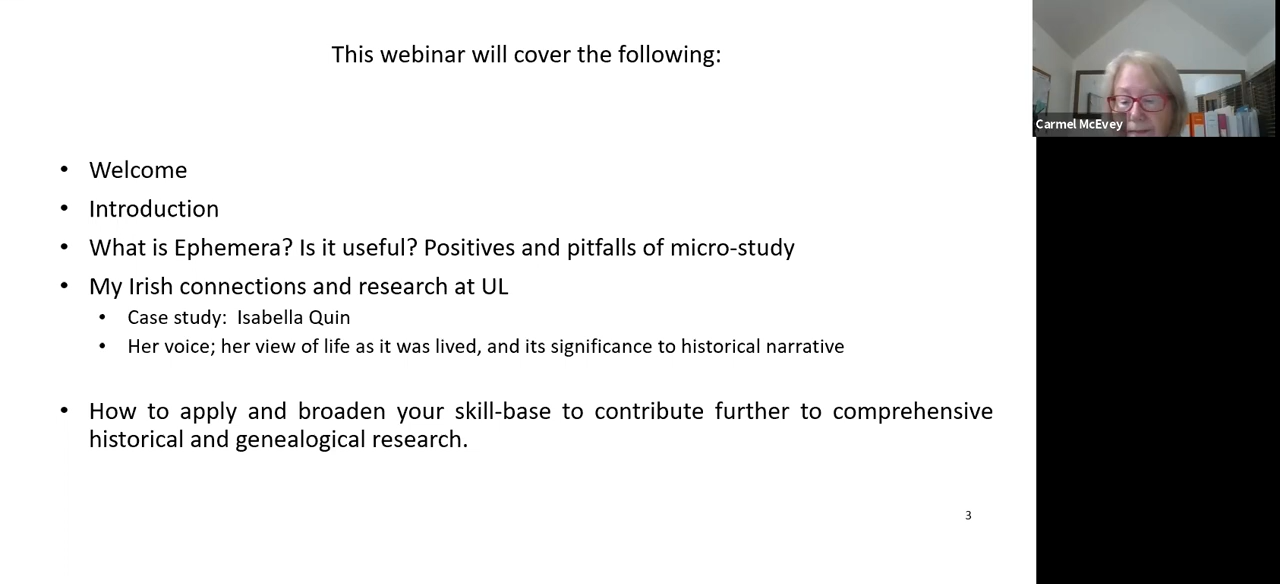 This webinar will cover the following:
• Welcome
• Introduction
• What is Ephemera? Is it useful? Positives and pitfalls of micro-study
• My Irish connections and research at UL
• Case study:  Isabella Quin
• Her voice; her view of life as it was lived, and its significance to historical narrative
• How to apply and broaden your skill-base to contribute further to comprehensive
historical and genealogical research.
3
Carmel McEvey